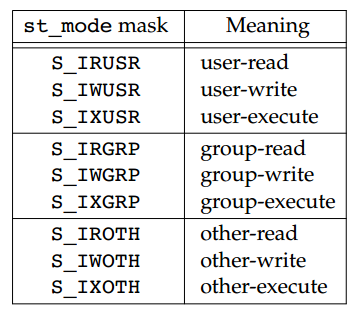 st_mode mask Meaning
S_IRUSR user-read
S_IWUSR user-write
S_IXUSR user-execute
S_IRGRP group-read
S_IWGRP group-write
S_IXGRP group-execute
S_IROTH other-read
S_IWOTH other-write
S_IXOTH other-execute